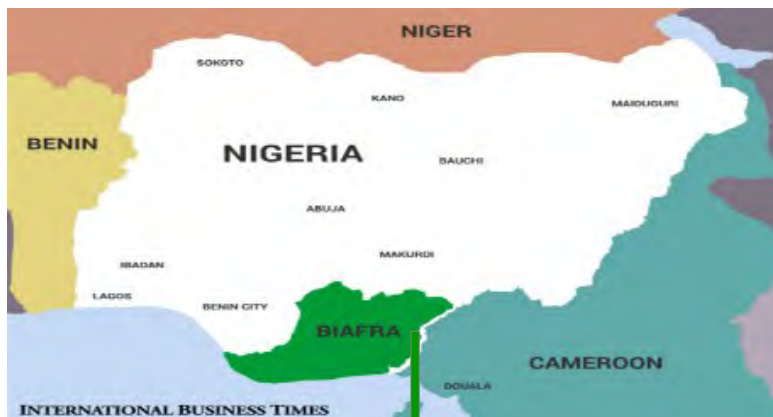 NIGER
SOKOTO
KANO
MAIDUGURI
BENIN
NIGERIA
BAUCHI
ABUJA
MAKURDI
IBADAN
LAGOS
BENIN CITY
BIAFRA
CAMEROON
DOUALA
INTERNATIONAL BUSINESS TIMES